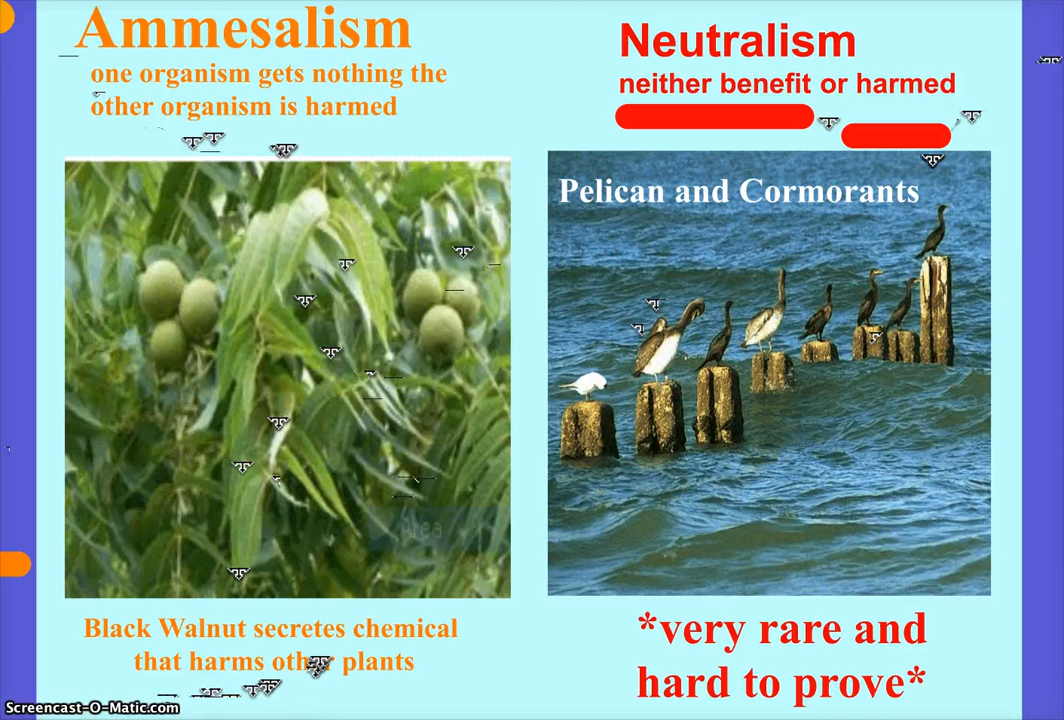 Ammesalism
one organism gets nothing the
other organism is harmed
Black Walnut secretes chemical
that harms other plants
Neutralism
neither benefit or harmed
Pelican and Cormorants
*very rare and
hard to prove*
Screencast-O-Matic.com